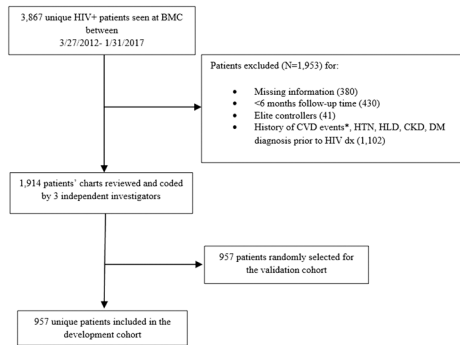 3,867 unique HIV+ patients seen at BMC
between
3/27/2012- 1/31/2017
Patients excluded (N=1,953) for:
• Missing information (380)
• <6 months follow-up time (430)
• Elite controllers (41)
• History of CVD events*, HTN, HLD, CKD, DM
diagnosis prior to HIV dx (1,102)
1,914 patients’ charts reviewed and coded
by 3 independent investigators
957 patients randomly selected for
the validation cohort
957 unique patients included in the
development cohort